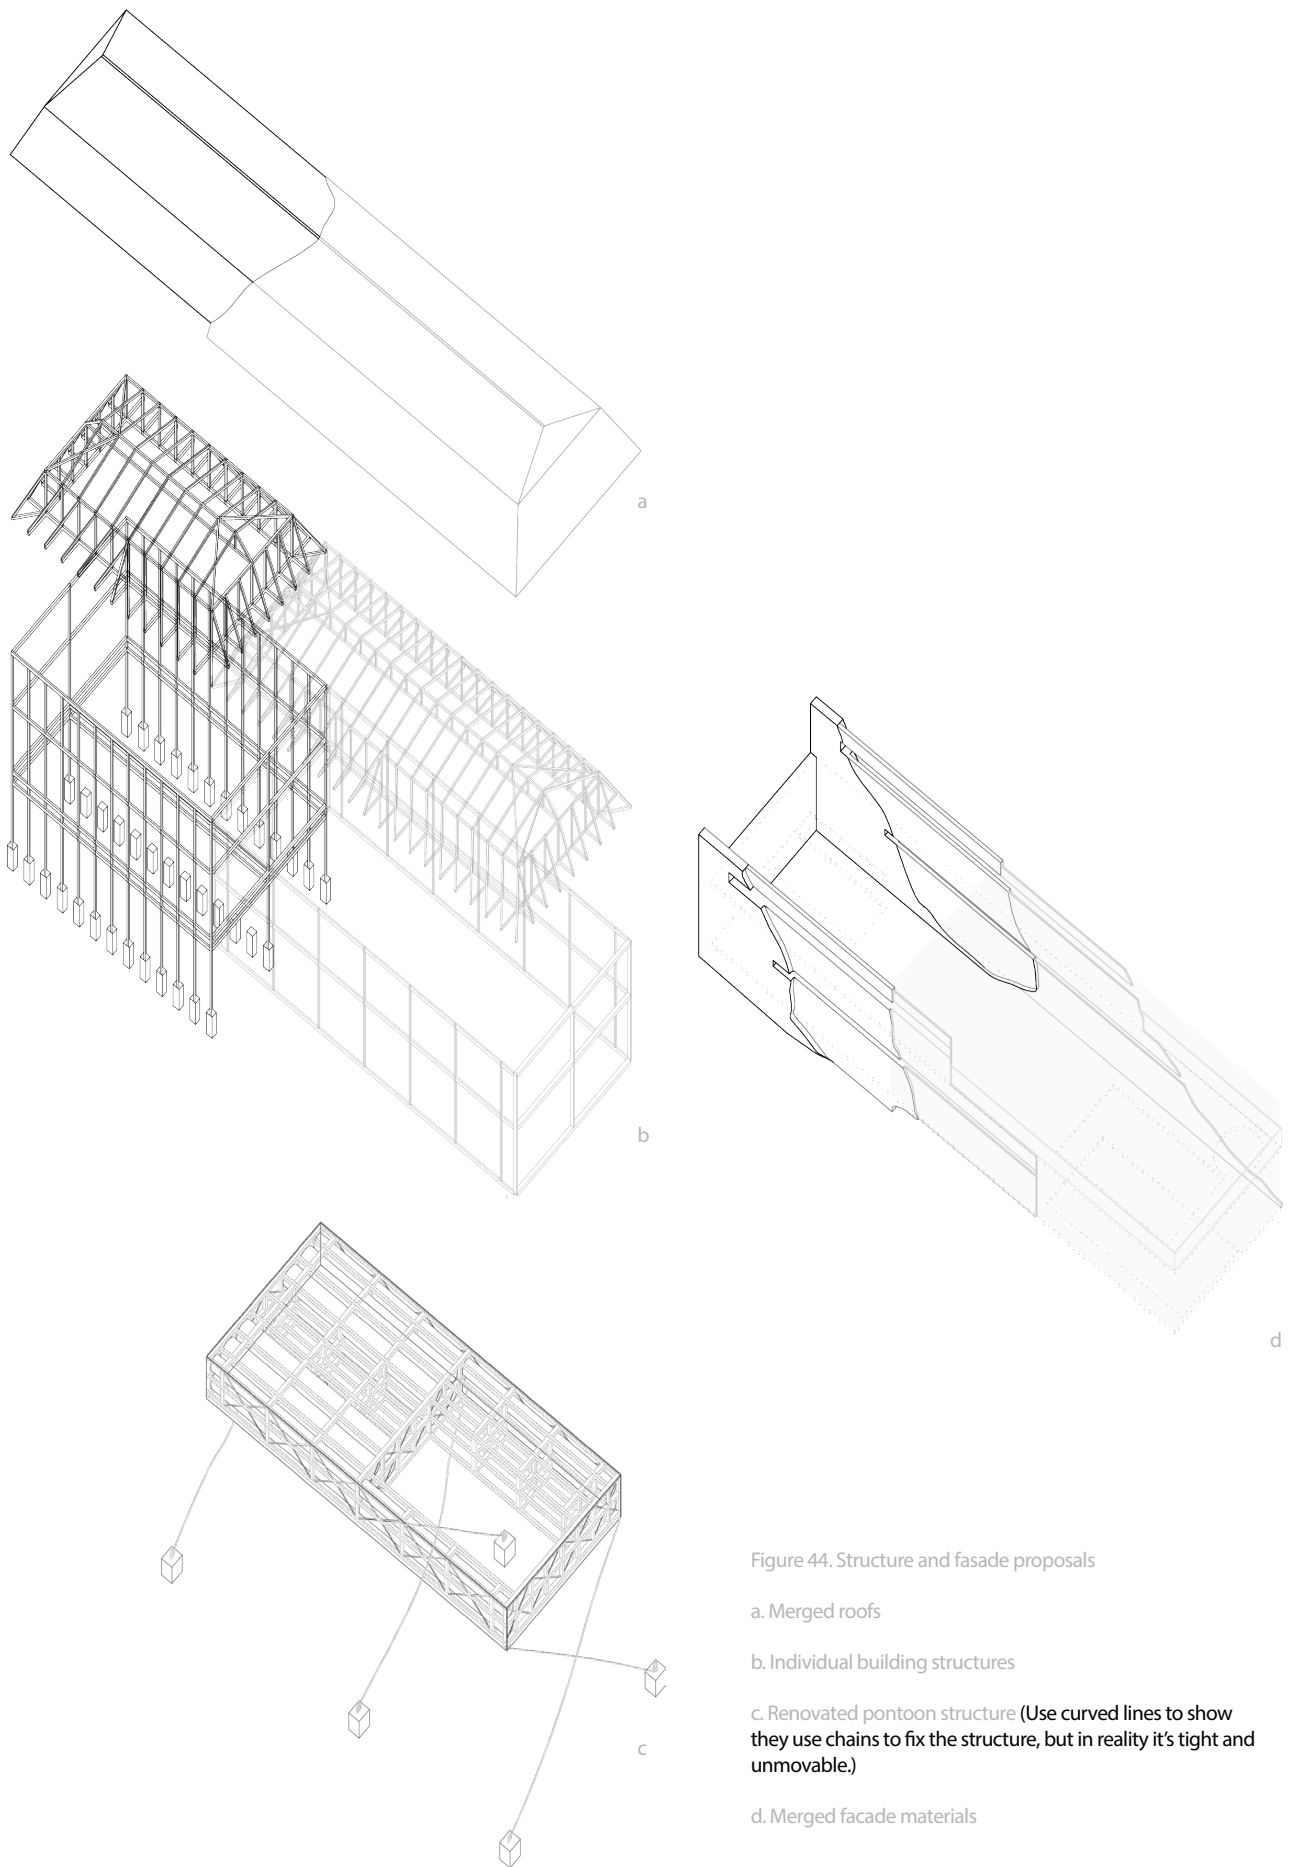 a
b
d
c
Figure 44. Structure and fasade proposals
a. Merged roofs
b. Individual building structures
c. Renovated pontoon structure (Use curved lines to show
they use chains to fix the structure, but in reality it’s tight and
unmovable.)
d. Merged facade materials